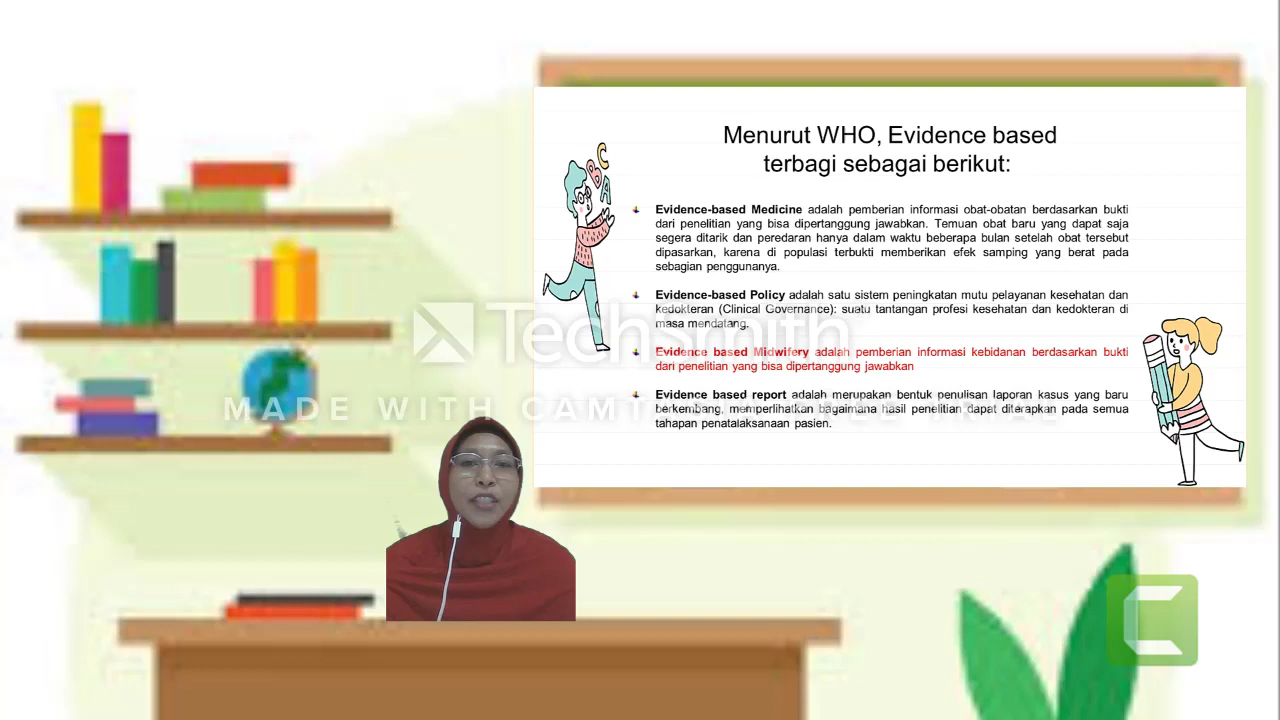 Menurut WHO, Evidence based
terbagi sebagai berikut:
Evidence-based Medicine adalah pemberian informasi obat-obatan berdasarkan bukti
dari penelitian yang bisa dipertanggung jawabkan. Temuan obat baru yang dapat saja
segera ditarik dan peredaran hanya dalam waktu beberapa bulan setelah obat tersebut
dipasarkan, karena di populasi terbukti memberikan efek samping yang berat pada
sebagian penggunanya.
Evidence-based Policy adalah satu sistem peningkatan mutu pelayanan kesehatan dan
kedokteran (Clinical Governance): suatu tantangan profesi kesehatan dan kedokteran di
masa mendatang.
Evidence based Midwifery adalah pemberian informasi kebidanan berdasarkan bukti
dari penelitian yang bisa dipertanggung jawabkan
Evidence based report adalah merupakan bentuk penulisan laporan kasus yang baru
berkembang, memperlihatkan bagaimana hasil penelitian dapat diterapkan pada semua
tahapan penatalaksanaan pasien.
ABC
TechSmith
MADE WITH
C